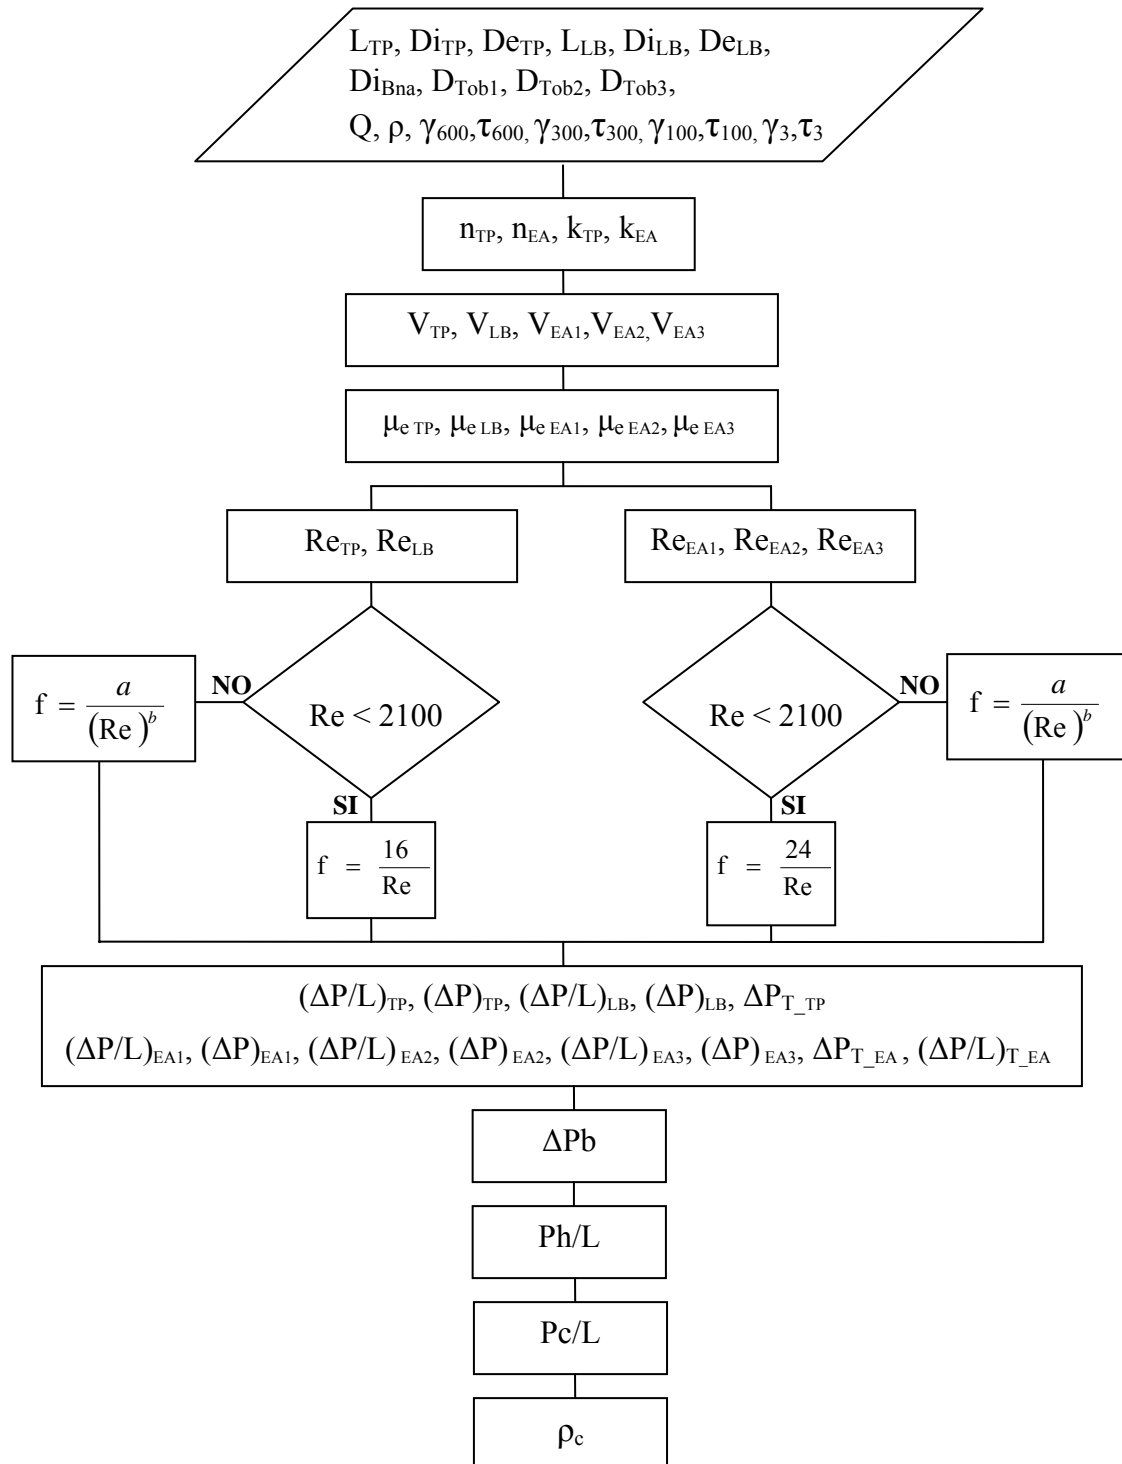 L_TP, Di_TP, De_TP, L_LB, Di_LB, De_LB,
Di_Bna, D_Tob1, D_Tob2, D_Tob3,
Q, ρ, γ_600,τ_600, γ_300,τ_300, γ_100,τ_100, γ_3,τ_3
n_TP, n_EA, k_TP, k_EA
V_TP, V_LB, V_EA1,V_EA2,V_EA3
μ_e TP, μ_e LB, μ_e EA1, μ_e EA2, μ_e EA3
Re_TP, Re_LB
Re_EA1, Re_EA2, Re_EA3
f = a / (Re)^b
NO
Re < 2100
Re < 2100
NO
f = a / (Re)^b
SI
SI
f = 16 / Re
f = 24 / Re
(ΔP/L)_TP, (ΔP)_TP, (ΔP/L)_LB, (ΔP)_LB, ΔP_T_TP
(ΔP/L)_EA1, (ΔP)_EA1, (ΔP/L)_EA2, (ΔP)_EA2, (ΔP/L)_EA3, (ΔP)_EA3, ΔP_T_EA, (ΔP/L)_T_EA
ΔPb
Ph/L
Pc/L
ρ_c